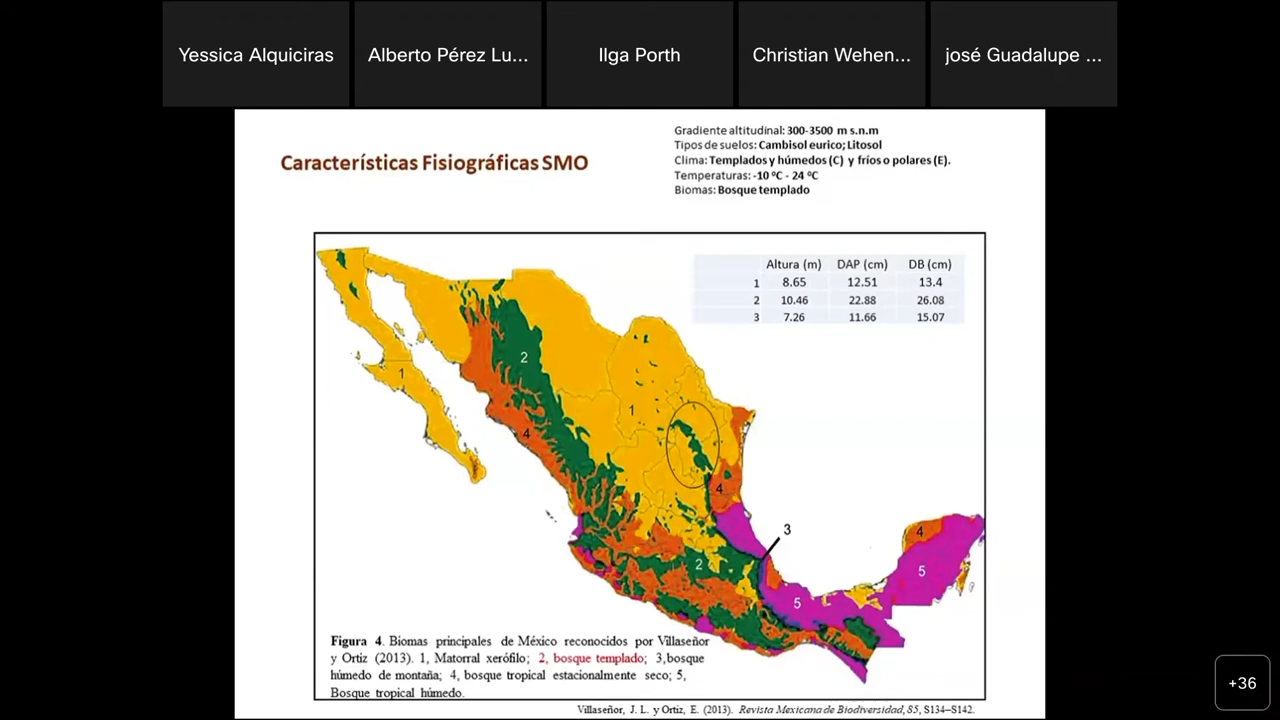 Yessica Alquiciras
Alberto Pérez Lu...
Ilga Porth
Christian Wehen...
josé Guadalupe ...
Características Fisiográficas SMO
Gradiente altitudinal: 300-3500 m s.n.m
Tipos de suelos: Cambisol eurico; Litosol
Clima: Templados y húmedos (C) y fríos o polares (E).
Temperaturas: -10 ºC - 24 ºC
Biomas: Bosque templado
Altura (m) DAP (cm) DB (cm)
1 8.65 12.51 13.4
2 10.46 22.88 26.08
3 7.26 11.66 15.07
2
1
1
4
4
3
4
2
5
5
Figura 4. Biomas principales de México reconocidos por Villaseñor
y Ortiz (2013). 1, Matorral xerófilo; 2, bosque templado; 3,bosque
húmedo de montaña; 4, bosque tropical estacionalmente seco; 5,
Bosque tropical húmedo.
Villaseñor, J. L. y Ortiz, E. (2013). Revista Mexicana de Biodiversidad, 85, S134–S142.
+36